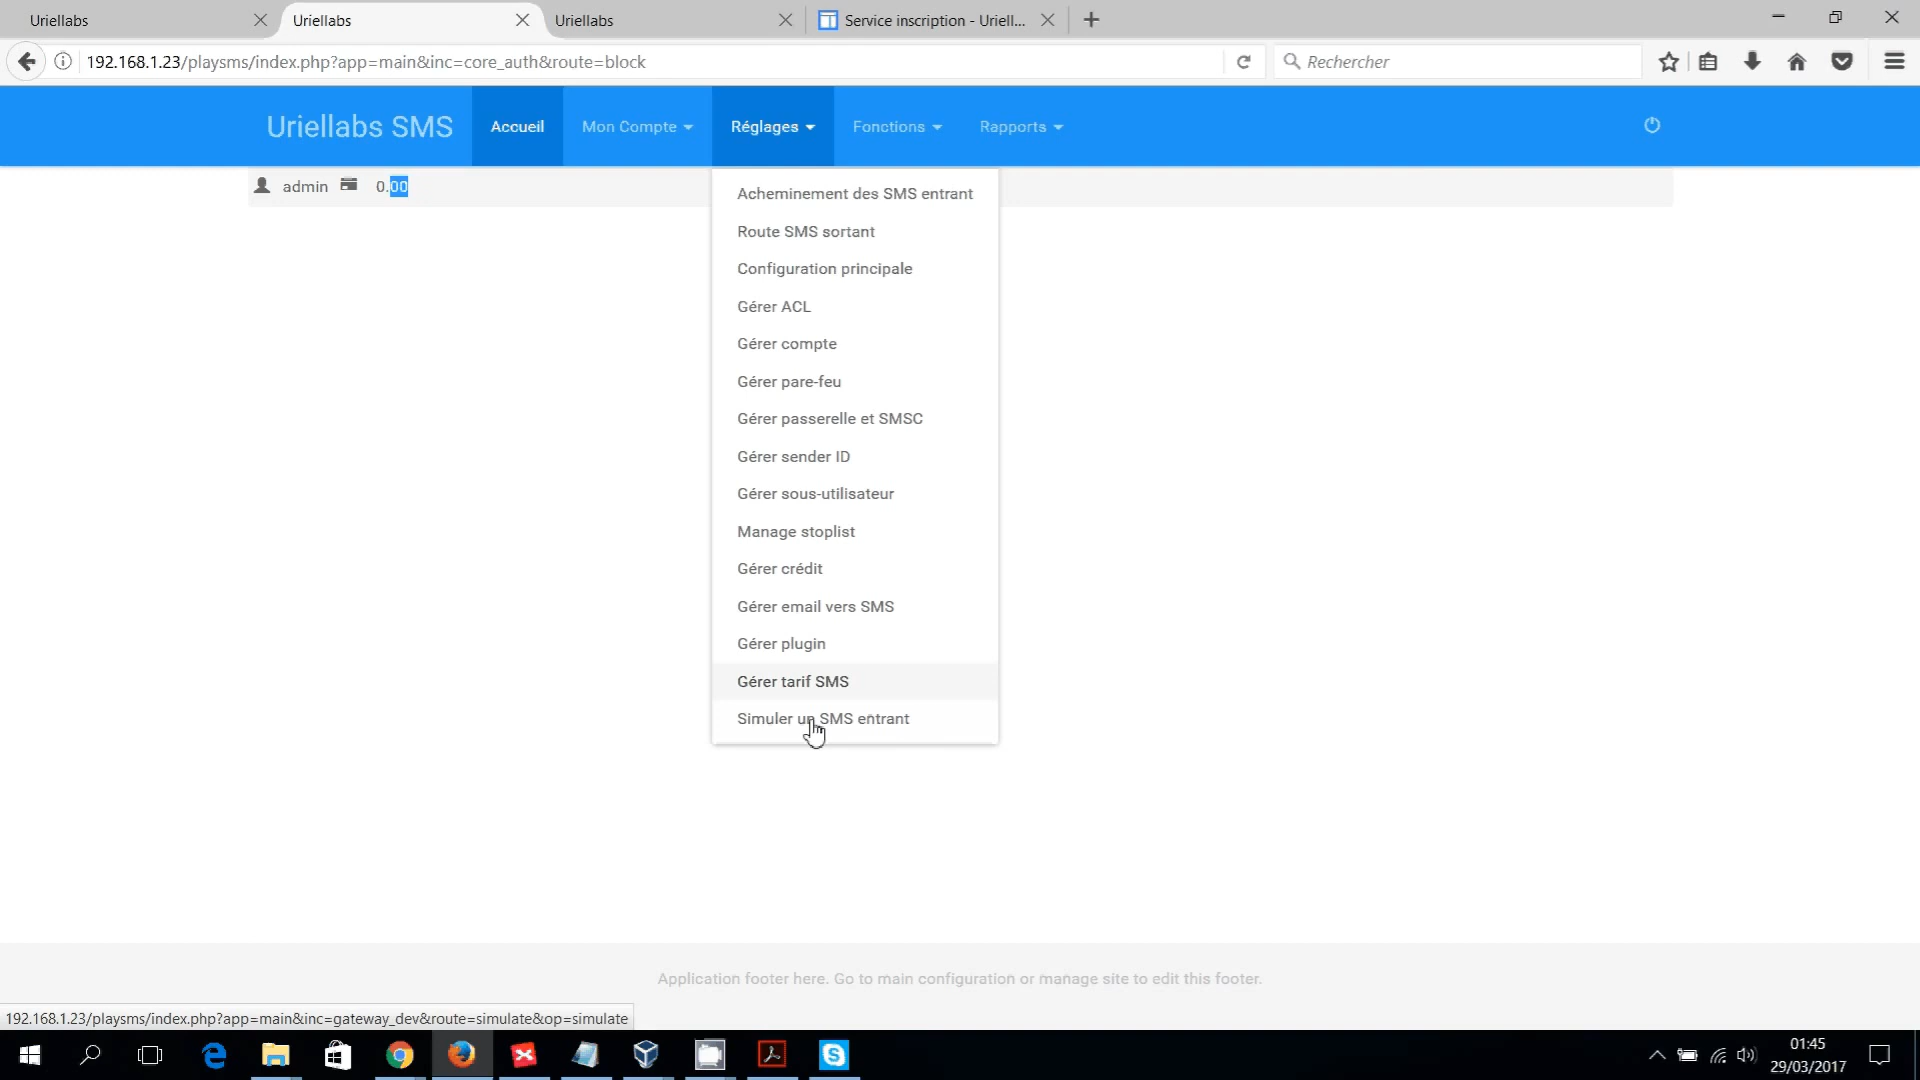 Uriellabs
Uriellabs
Uriellabs
Service inscription - Uriell...
192.168.1.23/playsms/index.php?app=main&inc=core_auth&route=block
Rechercher
Uriellabs SMS
Accueil
Mon Compte
Réglages
Fonctions
Rapports
admin
0.00
Acheminement des SMS entrant
Route SMS sortant
Configuration principale
Gérer ACL
Gérer compte
Gérer pare-feu
Gérer passerelle et SMSC
Gérer sender ID
Gérer sous-utilisateur
Manage stoplist
Gérer crédit
Gérer email vers SMS
Gérer plugin
Gérer tarif SMS
Simuler un SMS entrant
Application footer here. Go to main configuration or manage site to edit this footer.
192.168.1.23/playsms/index.php?app=main&inc=gateway_dev&route=simulate&op=simulate
01:45
29/03/2017